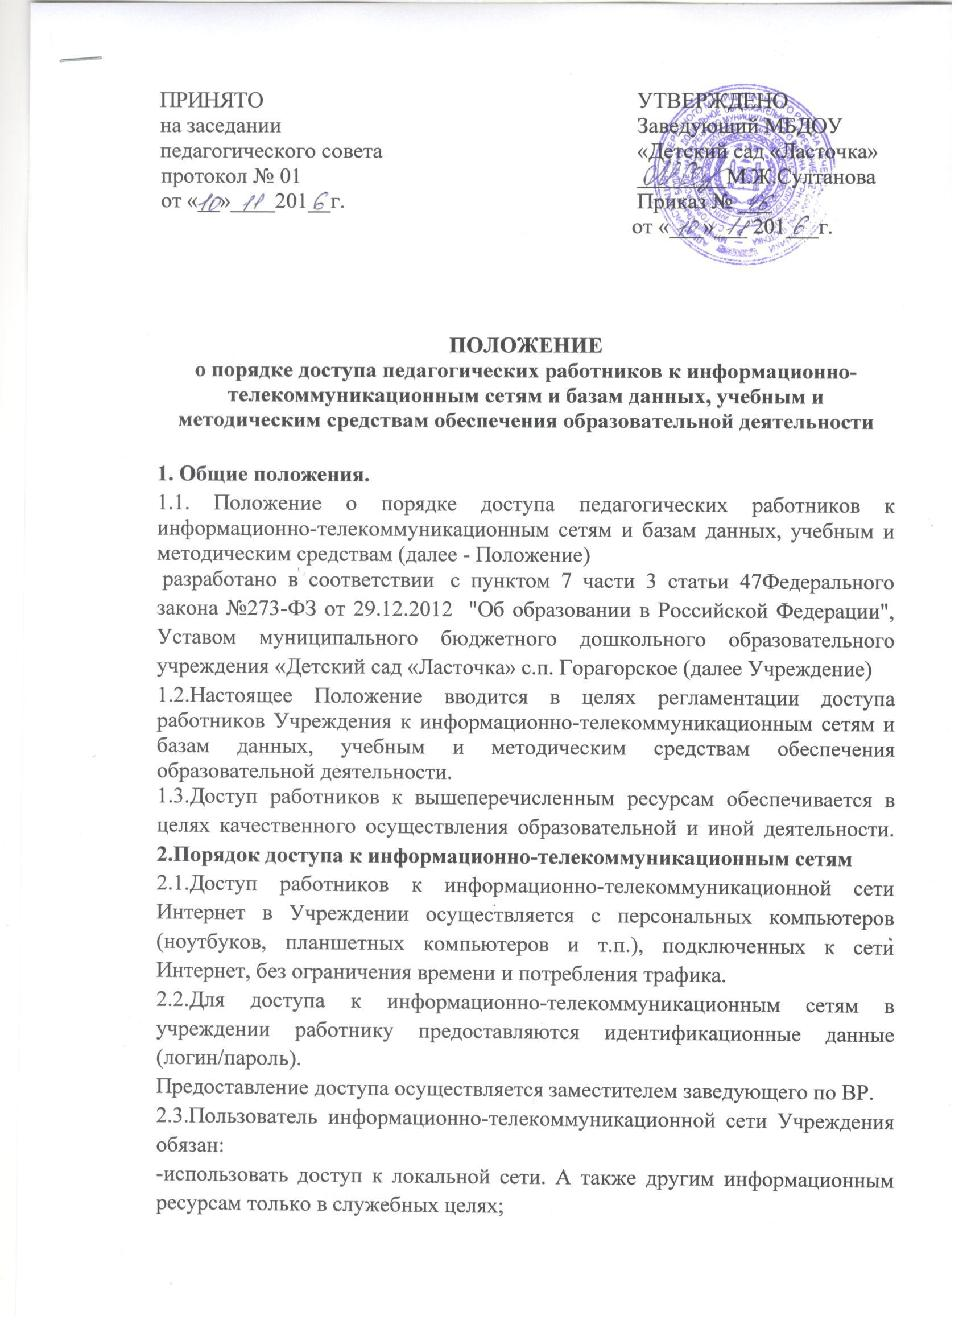 ПРИНЯТО
на заседании
педагогического совета
протокол № 01
от «10» 11 2016г.
УТВЕРЖДЕНО
Заведующий МБДОУ
«Детский сад «Ласточка»
М.Ж.Султанова
Приказ №
от «10» 11 2016 г.
ПОЛОЖЕНИЕ
о порядке доступа педагогических работников к информационно-
телекоммуникационным сетям и базам данных, учебным и
методическим средствам обеспечения образовательной деятельности
1. Общие положения.
1.1. Положение о порядке доступа педагогических работников к
информационно-телекоммуникационным сетям и базам данных, учебным и
методическим средствам (далее - Положение)
разработано в соответствии с пунктом 7 части 3 статьи 47Федерального
закона №273-ФЗ от 29.12.2012 "Об образовании в Российской Федерации",
Уставом муниципального бюджетного дошкольного образовательного
учреждения «Детский сад «Ласточка» с.п. Горагорское (далее Учреждение)
1.2.Настоящее Положение вводится в целях регламентации доступа
работников Учреждения к информационно-телекоммуникационным сетям и
базам данных, учебным и методическим средствам обеспечения
образовательной деятельности.
1.3.Доступ работников к вышеперечисленным ресурсам обеспечивается в
целях качественного осуществления образовательной и иной деятельности.
2.Порядок доступа к информационно-телекоммуникационным сетям
2.1.Доступ работников к информационно-телекоммуникационной сети
Интернет в Учреждении осуществляется с персональных компьютеров
(ноутбуков, планшетных компьютеров и т.п.), подключенных к сети
Интернет, без ограничения времени и потребления трафика.
2.2.Для доступа к информационно-телекоммуникационным сетям в
учреждении работнику предоставляются идентификационные данные
(логин/пароль).
Предоставление доступа осуществляется заместителем заведующего по ВР.
2.3.Пользователь информационно-телекоммуникационной сети Учреждения
обязан:
-использовать доступ к локальной сети. А также другим информационным
ресурсам только в служебных целях;